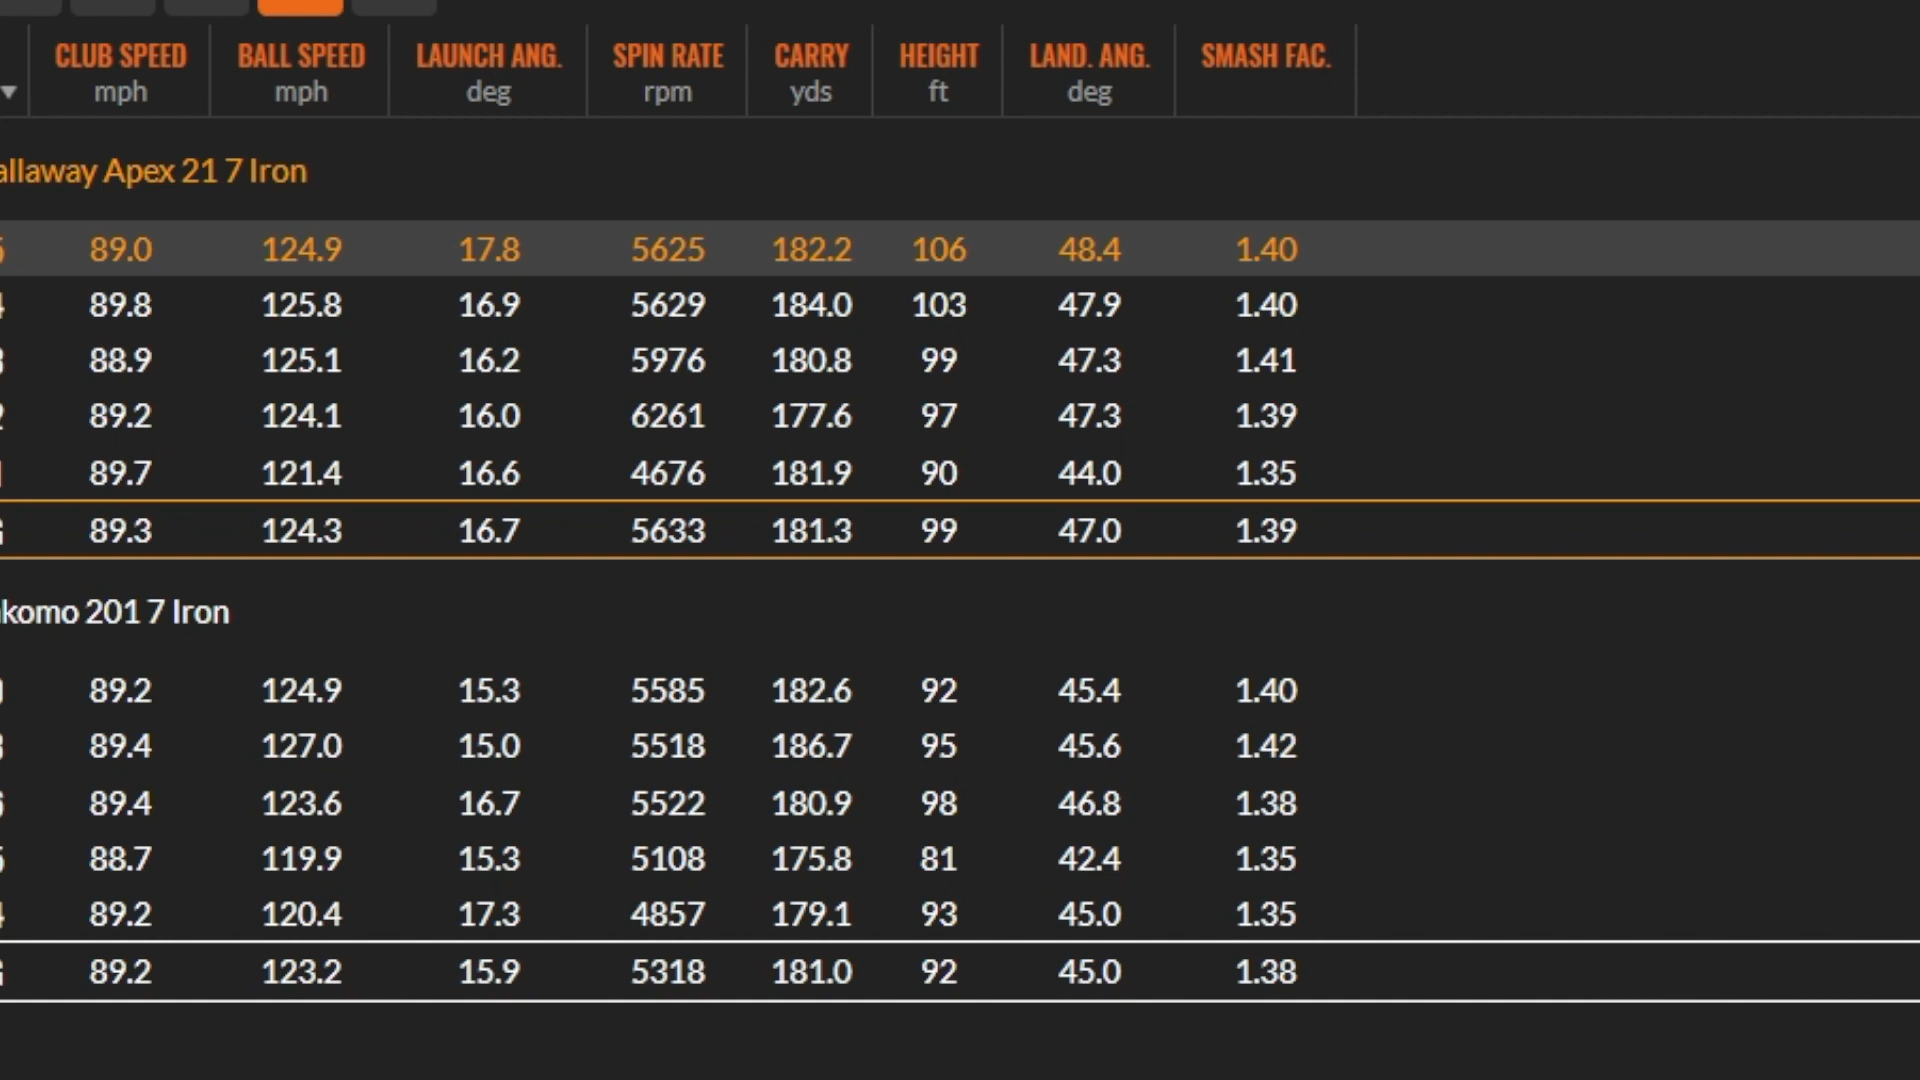 CLUB SPEED BALL SPEED LAUNCH ANG. SPIN RATE CARRY HEIGHT LAND. ANG. SMASH FAC.
mph mph deg rpm yds ft deg
allaway Apex 21 7 Iron
89.0 124.9 17.8 5625 182.2 106 48.4 1.40
89.8 125.8 16.9 5629 184.0 103 47.9 1.40
88.9 125.1 16.2 5976 180.8 99 47.3 1.41
89.2 124.1 16.0 6261 177.6 97 47.3 1.39
89.7 121.4 16.6 4676 181.9 90 44.0 1.35
89.3 124.3 16.7 5633 181.3 99 47.0 1.39
komo 201 7 Iron
89.2 124.9 15.3 5585 182.6 92 45.4 1.40
89.4 127.0 15.0 5518 186.7 95 45.6 1.42
89.4 123.6 16.7 5522 180.9 98 46.8 1.38
88.7 119.9 15.3 5108 175.8 81 42.4 1.35
89.2 120.4 17.3 4857 179.1 93 45.0 1.35
89.2 123.2 15.9 5318 181.0 92 45.0 1.38